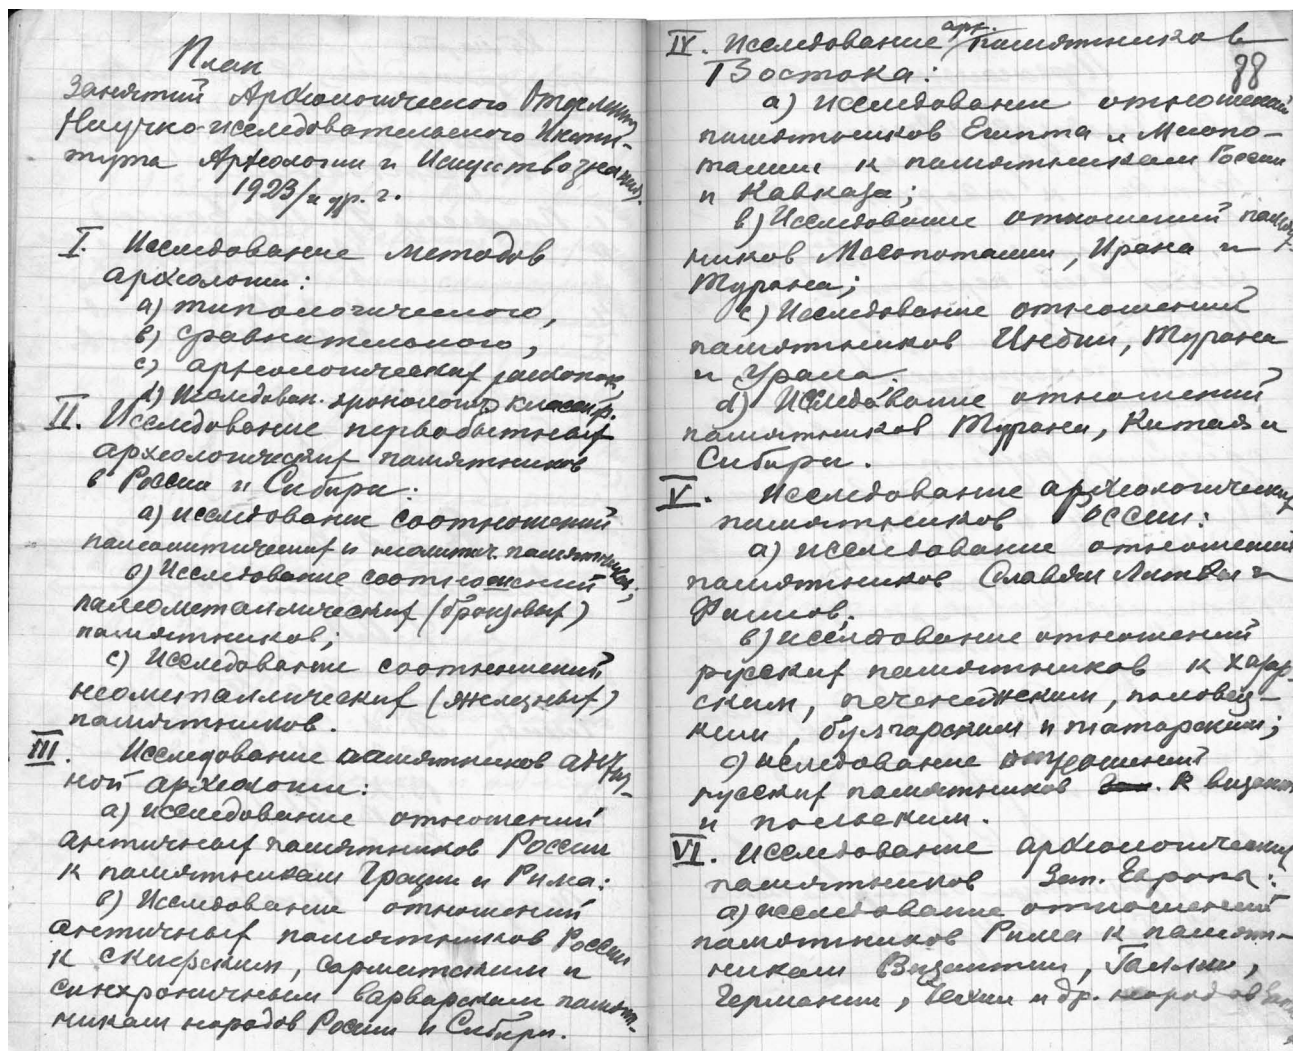 План
Занятий Археологического Отделения
Научно-исследовательского Инсти-
тута Археологии и Искусствознания.
1923/и др. г.
I. Исследование методов
археологии:
а) типологического,
в) сравнительного,
с) археологических раскопок,
d) Исследован. хронолог. классиф.
II. Исследование первобытных
археологических памятников
в России и Сибири:
а) исследование соотношений
палеолитических и неолитич. памятников;
в) Исследование соотношений
палеометаллических (бронзовых)
памятников;
с) Исследование соотношений
неометаллических (железных)
памятников.
III. Исследование памятников антич-
ной археологии:
а) исследование отношений
античных памятников России
к памятникам Греции и Рима:
в) Исследование отношений
античных памятников России
к скифским, сарматским и
синхроничным варварским памят-
никам народов России и Сибири.
IV. Исследование арх. памятников
Востока:
88
а) исследование отношений
памятников Египта и Месопо-
тамии к памятникам России
и Кавказа;
в) Исследование отношений памят-
ников Месопотамии, Ирана и
Турана;
с) Исследование отношений
памятников Индии, Турана
и Урала.
d) Исследование отношений
памятников Турана, Китая и
Сибири.
V. Исследование археологических
памятников России:
а) исследование отношений
памятников Славян Литвы и
Финнов;
в) исследование отношений
русских памятников к хазар-
ским, печенежским, половец-
ким, булгарским и татарским;
с) исследование отношений
русских памятников к визант.
и польским.
VI. Исследование археологических
памятников Зап. Европы:
а) исследование отношений
памятников Рима к памят-
никам Византии, Галлии,
Германии, Чехии и др. народов